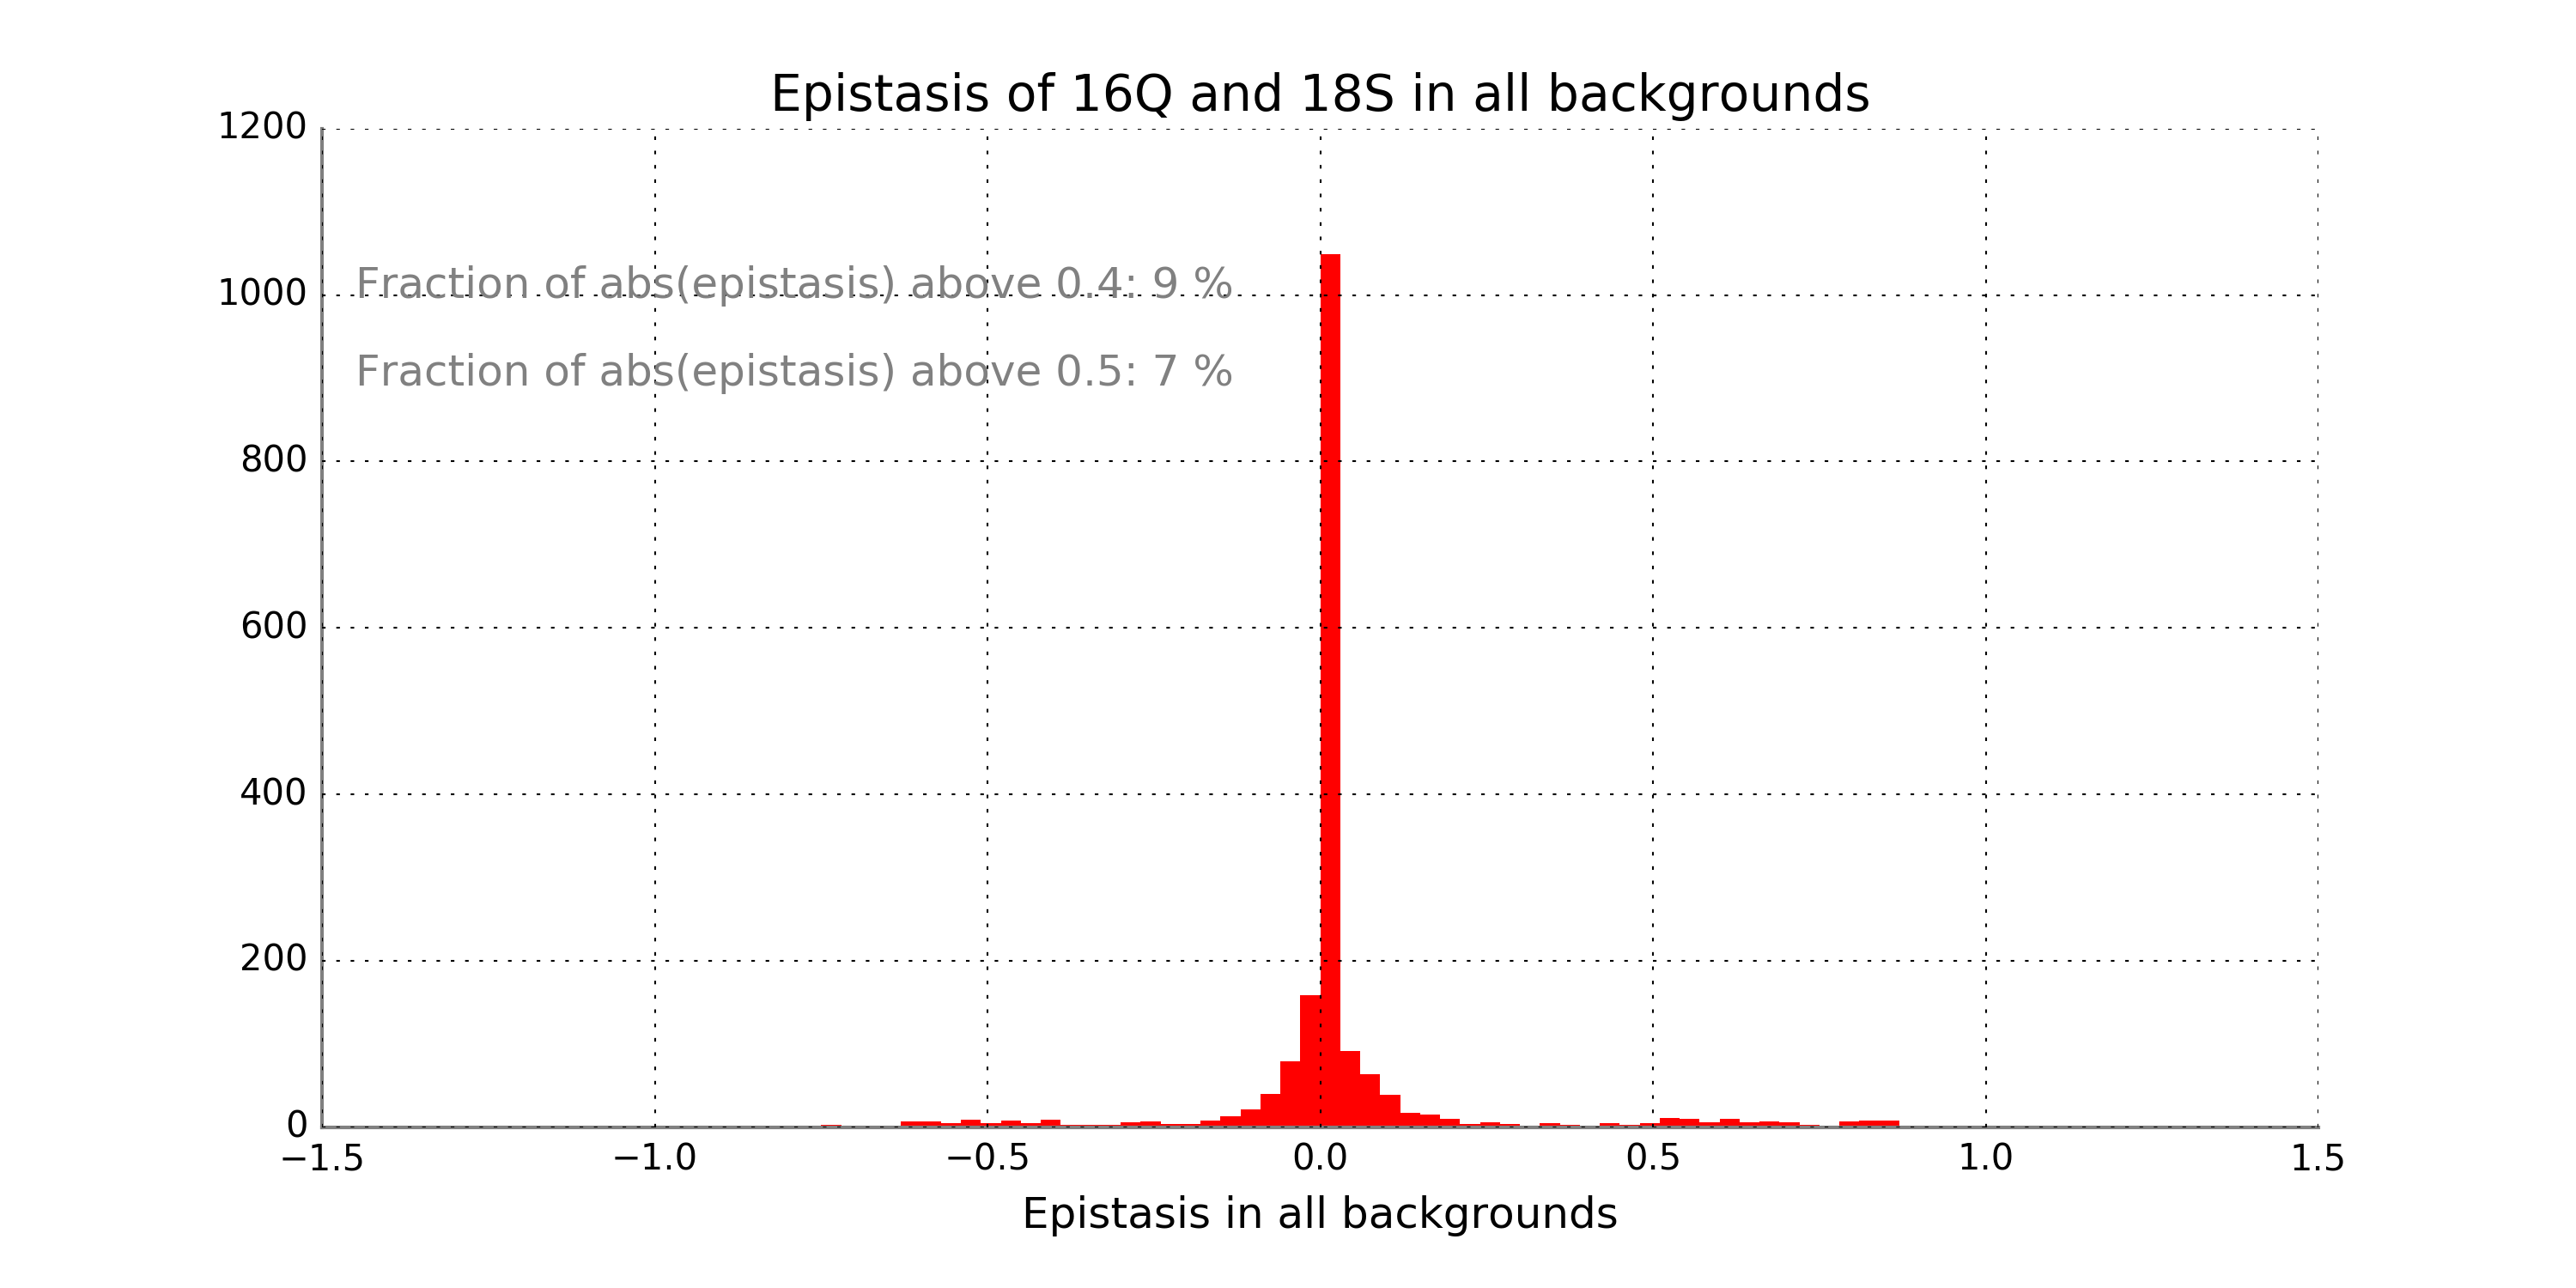 Epistasis of 16Q and 18S in all backgrounds
1200
1000
Fraction of abs(epistasis) above 0.4: 9 %
Fraction of abs(epistasis) above 0.5: 7 %
800
600
400
200
0
−1.5 −1.0 −0.5 0.0 0.5 1.0 1.5
Epistasis in all backgrounds